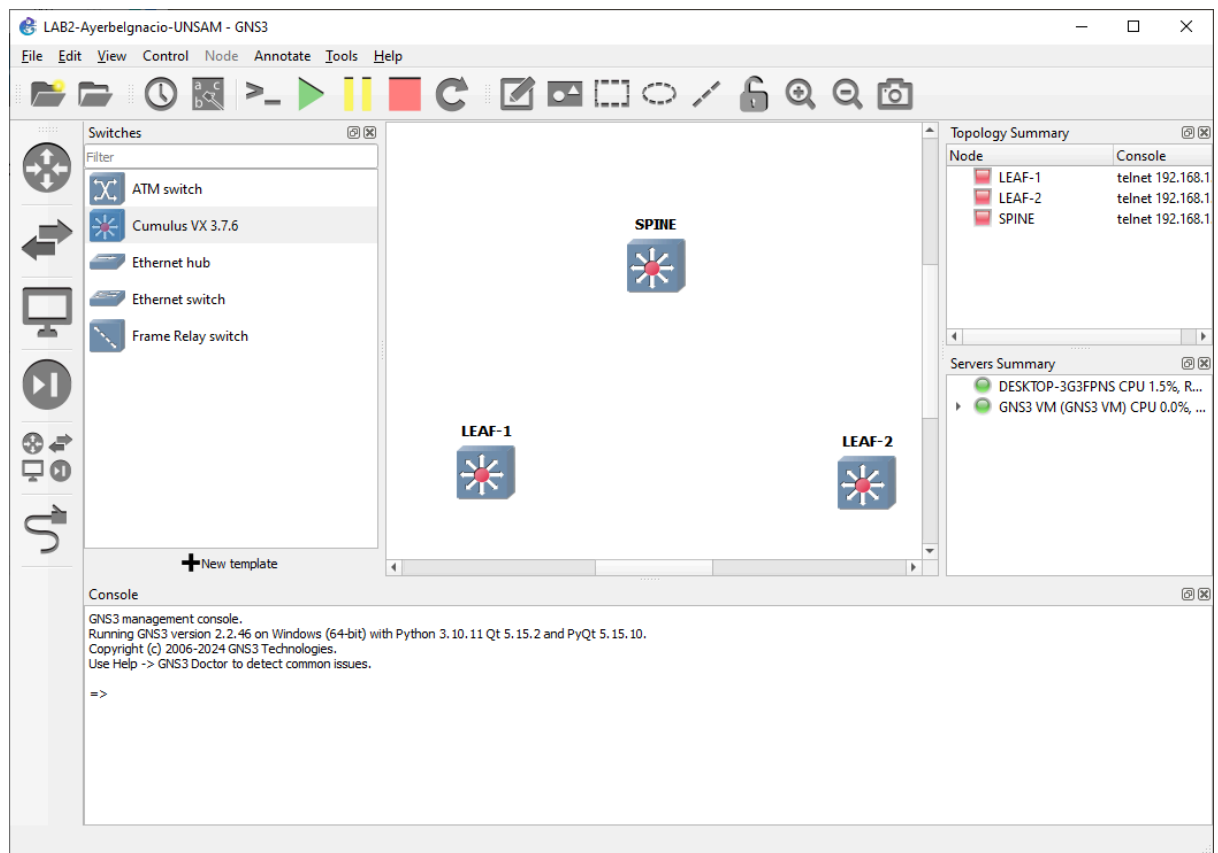 LAB2-AyerbeIgnacio-UNSAM - GNS3
File Edit View Control Node Annotate Tools Help
Switches
Filter
ATM switch
Cumulus VX 3.7.6
Ethernet hub
Ethernet switch
Frame Relay switch
New template
SPINE
LEAF-1
LEAF-2
Topology Summary
Node Console
LEAF-1 telnet 192.168.1.
LEAF-2 telnet 192.168.1.
SPINE telnet 192.168.1.
Servers Summary
DESKTOP-3G3FPNS CPU 1.5%, R...
GNS3 VM (GNS3 VM) CPU 0.0%, ...
Console
GNS3 management console.
Running GNS3 version 2.2.46 on Windows (64-bit) with Python 3.10.11 Qt 5.15.2 and PyQt 5.15.10.
Copyright (c) 2006-2024 GNS3 Technologies.
Use Help -> GNS3 Doctor to detect common issues.
=>